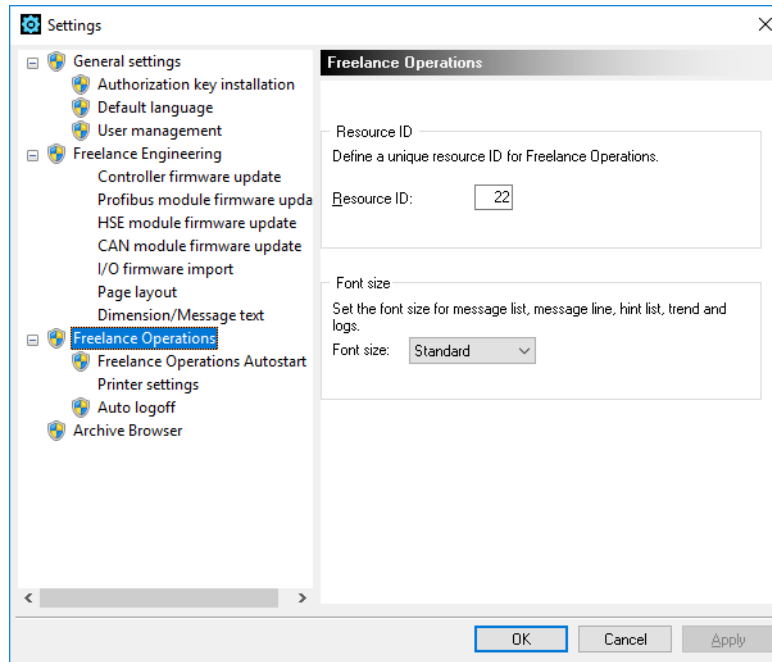 Settings
General settings
Authorization key installation
Default language
User management
Freelance Engineering
Controller firmware update
Profibus module firmware upda
HSE module firmware update
CAN module firmware update
I/O firmware import
Page layout
Dimension/Message text
Freelance Operations
Freelance Operations Autostart
Printer settings
Auto logoff
Archive Browser
Freelance Operations
Resource ID
Define a unique resource ID for Freelance Operations.
Resource ID: 22
Font size
Set the font size for message list, message line, hint list, trend and
logs.
Font size: Standard
OK Cancel Apply